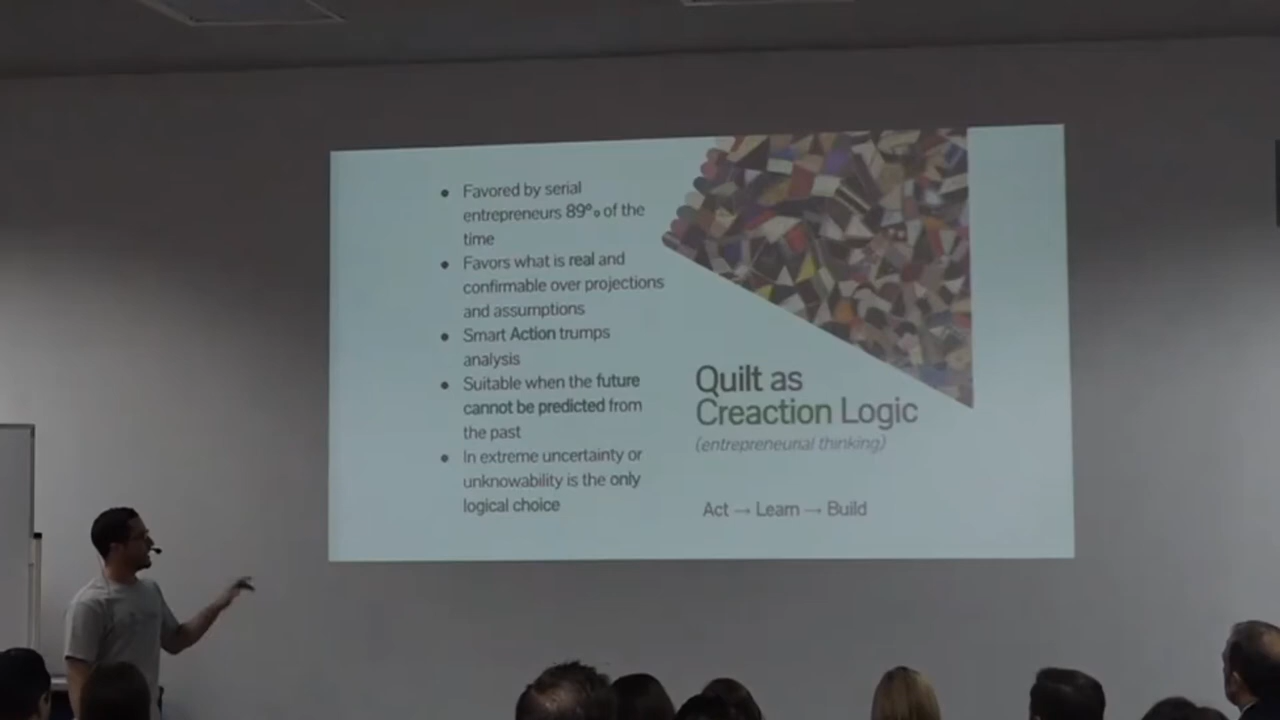 ● Favored by serial
entrepreneurs 89% of the
time
● Favors what is real and
confirmable over projections
and assumptions
● Smart Action trumps
analysis
● Suitable when the future
cannot be predicted from
the past
● In extreme uncertainty or
unknowability is the only
logical choice
Quilt as
Creaction Logic
(entrepreneurial thinking)
Act → Learn → Build